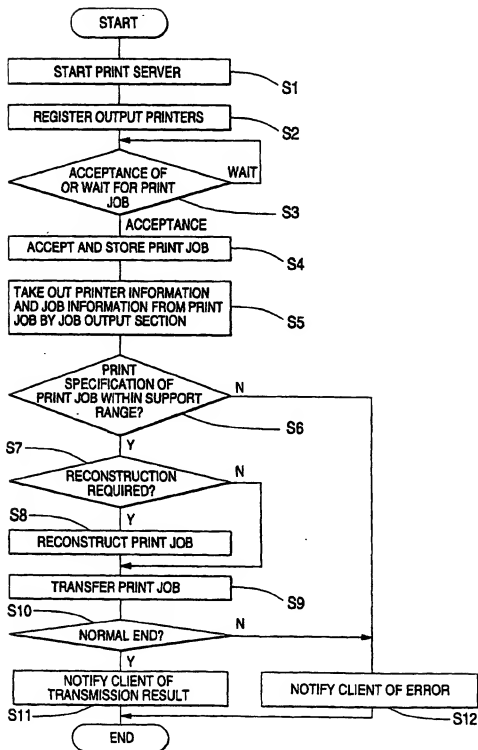 START
START PRINT SERVER
S1
REGISTER OUTPUT PRINTERS
S2
ACCEPTANCE OF
OR WAIT FOR PRINT
JOB
WAIT
S3
ACCEPTANCE
ACCEPT AND STORE PRINT JOB
S4
TAKE OUT PRINTER INFORMATION
AND JOB INFORMATION FROM PRINT
JOB BY JOB OUTPUT SECTION
S5
PRINT
SPECIFICATION OF
PRINT JOB WITHIN SUPPORT
RANGE?
N
S6
Y
S7
RECONSTRUCTION
REQUIRED?
N
S8
Y
RECONSTRUCT PRINT JOB
TRANSFER PRINT JOB
S9
S10
NORMAL END?
N
Y
NOTIFY CLIENT OF
TRANSMISSION RESULT
S11
NOTIFY CLIENT OF ERROR
S12
END